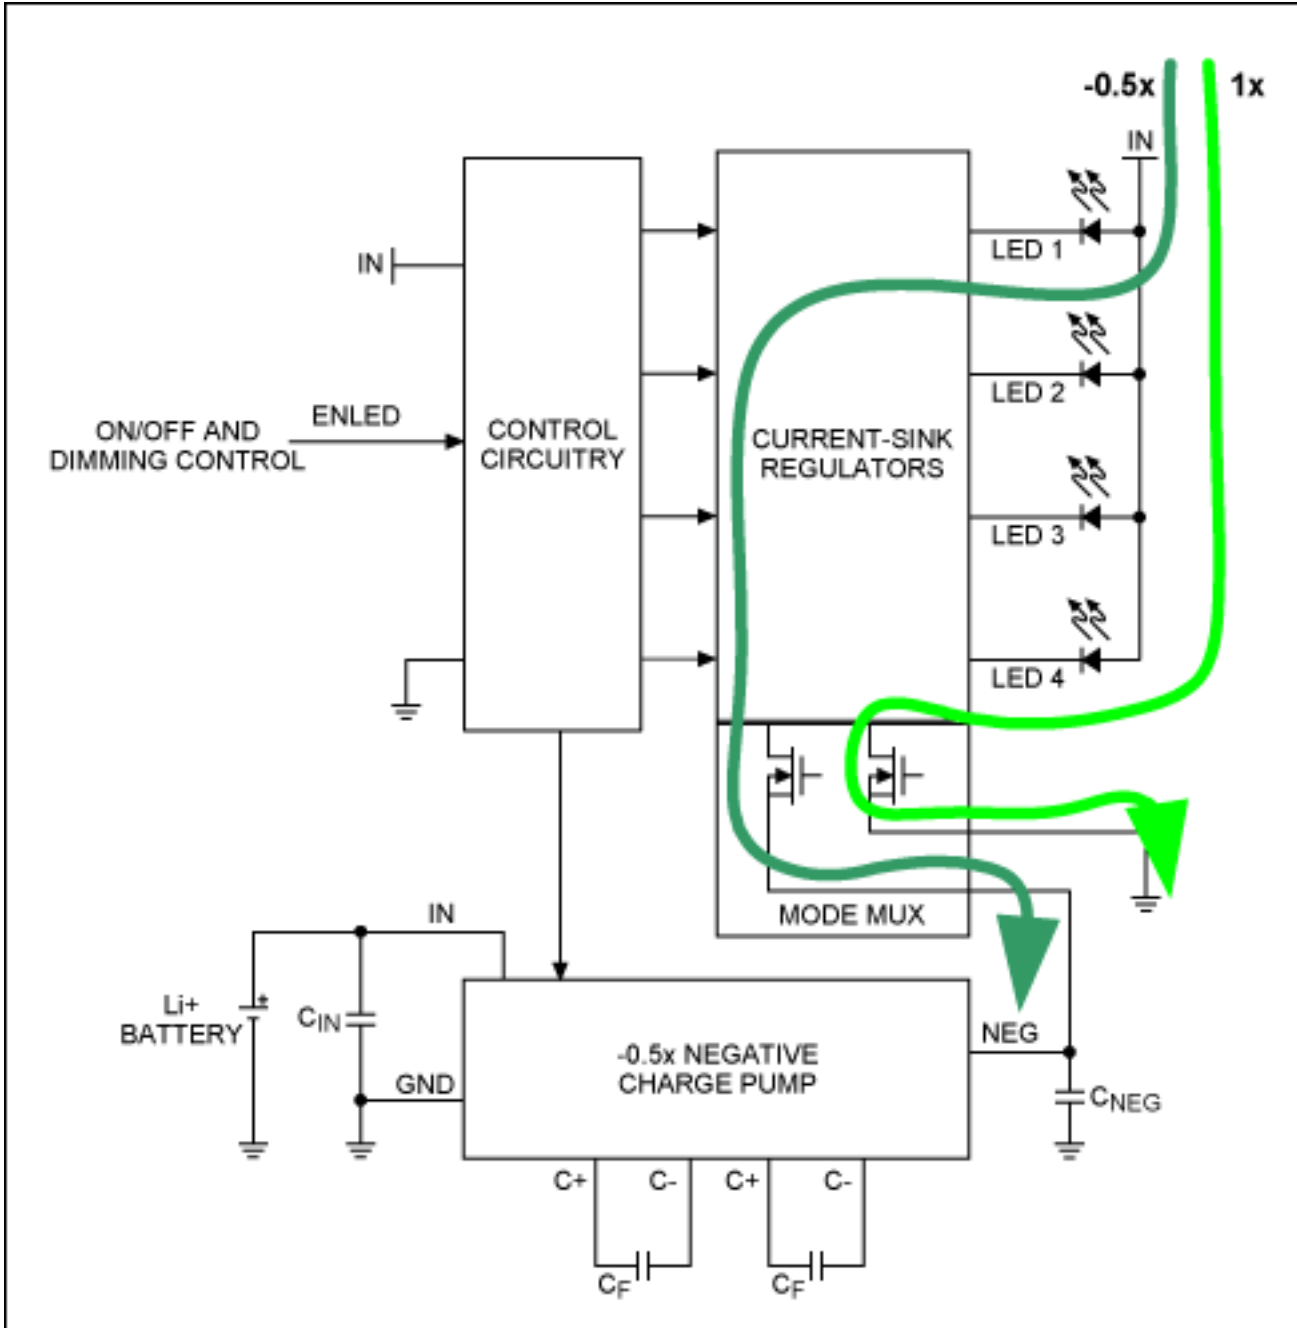 -0.5x
1x
IN
LED 1
IN
LED 2
ENLED
ON/OFF AND
DIMMING CONTROL
CONTROL
CIRCUITRY
CURRENT-SINK
REGULATORS
LED 3
LED 4
MODE MUX
IN
Li+
BATTERY
+
CIN
GND
-0.5x NEGATIVE
CHARGE PUMP
NEG
CNEG
C+
C-
C+
C-
CF
CF